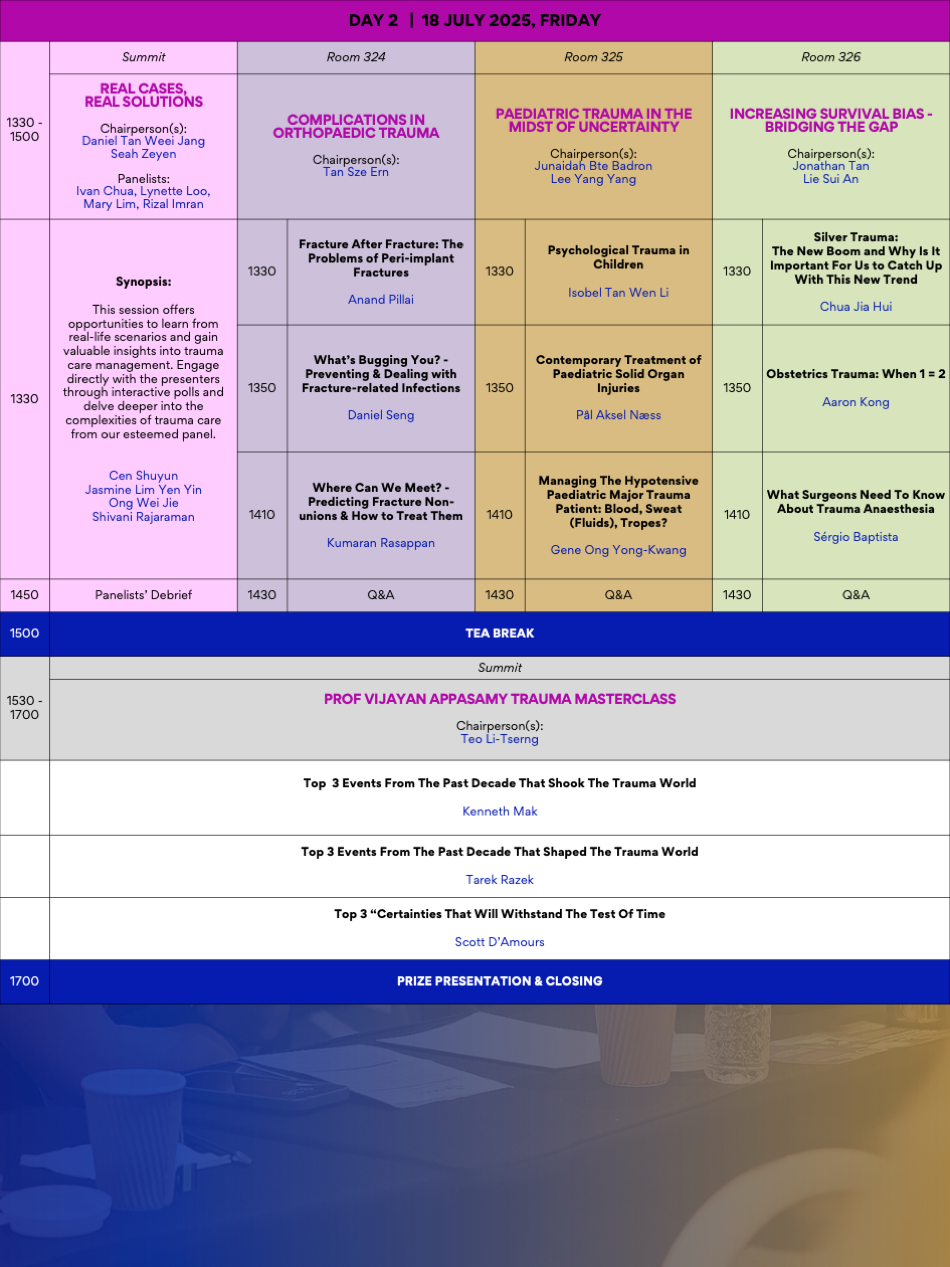 DAY 2 | 18 JULY 2025, FRIDAY
1330 -
1500
Summit
REAL CASES,
REAL SOLUTIONS
Chairperson(s):
Daniel Tan Weei Jang
Seah Zeyen
Panelists:
Ivan Chua, Lynette Loo,
Mary Lim, Rizal Imran
Room 324
COMPLICATIONS IN
ORTHOPAEDIC TRAUMA
Chairperson(s):
Tan Sze Ern
Room 325
PAEDIATRIC TRAUMA IN THE
MIDST OF UNCERTAINTY
Chairperson(s):
Junaidah Bte Badron
Lee Yang Yang
Room 326
INCREASING SURVIVAL BIAS -
BRIDGING THE GAP
Chairperson(s):
Jonathan Tan
Lie Sui An
1330
Synopsis:
This session offers
opportunities to learn from
real-life scenarios and gain
valuable insights into trauma
care management. Engage
directly with the presenters
through interactive polls and
delve deeper into the
complexities of trauma care
from our esteemed panel.
Cen Shuyun
Jasmine Lim Yen Yin
Ong Wei Jie
Shivani Rajaraman
1330
Fracture After Fracture: The
Problems of Peri-implant
Fractures
Anand Pillai
1330
Psychological Trauma in
Children
Isobel Tan Wen Li
1330
Silver Trauma:
The New Boom and Why Is It
Important For Us to Catch Up
With This New Trend
Chua Jia Hui
1350
What's Bugging You? -
Preventing & Dealing with
Fracture-related Infections
Daniel Seng
1350
Contemporary Treatment of
Paediatric Solid Organ
Injuries
Pål Aksel Næss
1350
Obstetrics Trauma: When 1 = 2
Aaron Kong
1410
Where Can We Meet? -
Predicting Fracture Non-
unions & How to Treat Them
Kumaran Rasappan
1410
Managing The Hypotensive
Paediatric Major Trauma
Patient: Blood, Sweat
(Fluids), Tropes?
Gene Ong Yong-Kwang
1410
What Surgeons Need To Know
About Trauma Anaesthesia
Sérgio Baptista
1450
Panelists' Debrief
1430
Q&A
1430
Q&A
1430
Q&A
1500
TEA BREAK
1530 -
1700
Summit
PROF VIJAYAN APPASAMY TRAUMA MASTERCLASS
Chairperson(s):
Teo Li-Tserng
Top 3 Events From The Past Decade That Shook The Trauma World
Kenneth Mak
Top 3 Events From The Past Decade That Shaped The Trauma World
Tarek Razek
Top 3 “Certainties That Will Withstand The Test Of Time
Scott D'Amours
1700
PRIZE PRESENTATION & CLOSING